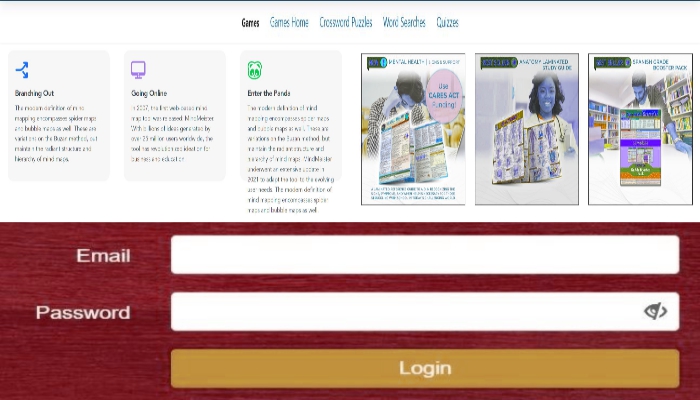 Games Games Home Crossword Puzzles Word Searches Quizzes
Branching Out
The modern definition of mind
mapping encompasses spider maps
and bubble maps as well. These are
variations on the Buzan method, but
maintain the radiant structure and
hierarchy of mind maps.
Going Online
In 2007, the first web-based mind
map tool was released: MindMeister.
With billions of ideas generated by
over 25 million users worldwide, the
tool has revolutionized ideation for
business and education.
Enter the Panda
The modern definition of mind
mapping encompasses spider maps
and bubble maps as well. These are
variations on the Buzan method, but
maintain the radiant structure and
hierarchy of mind maps. MindMeister
underwent an extensive update in
2021 to adapt the tool to the evolving
user needs. The modern definition of
mind mapping encompasses spider
maps and bubble maps as well
MENTAL HEALTH
Use
CARES ACT
Funding!
ANATOMY LAMINATED
STUDY GUIDE
SPANISH GRADE
BOOSTER PACK
Email
Password
Login